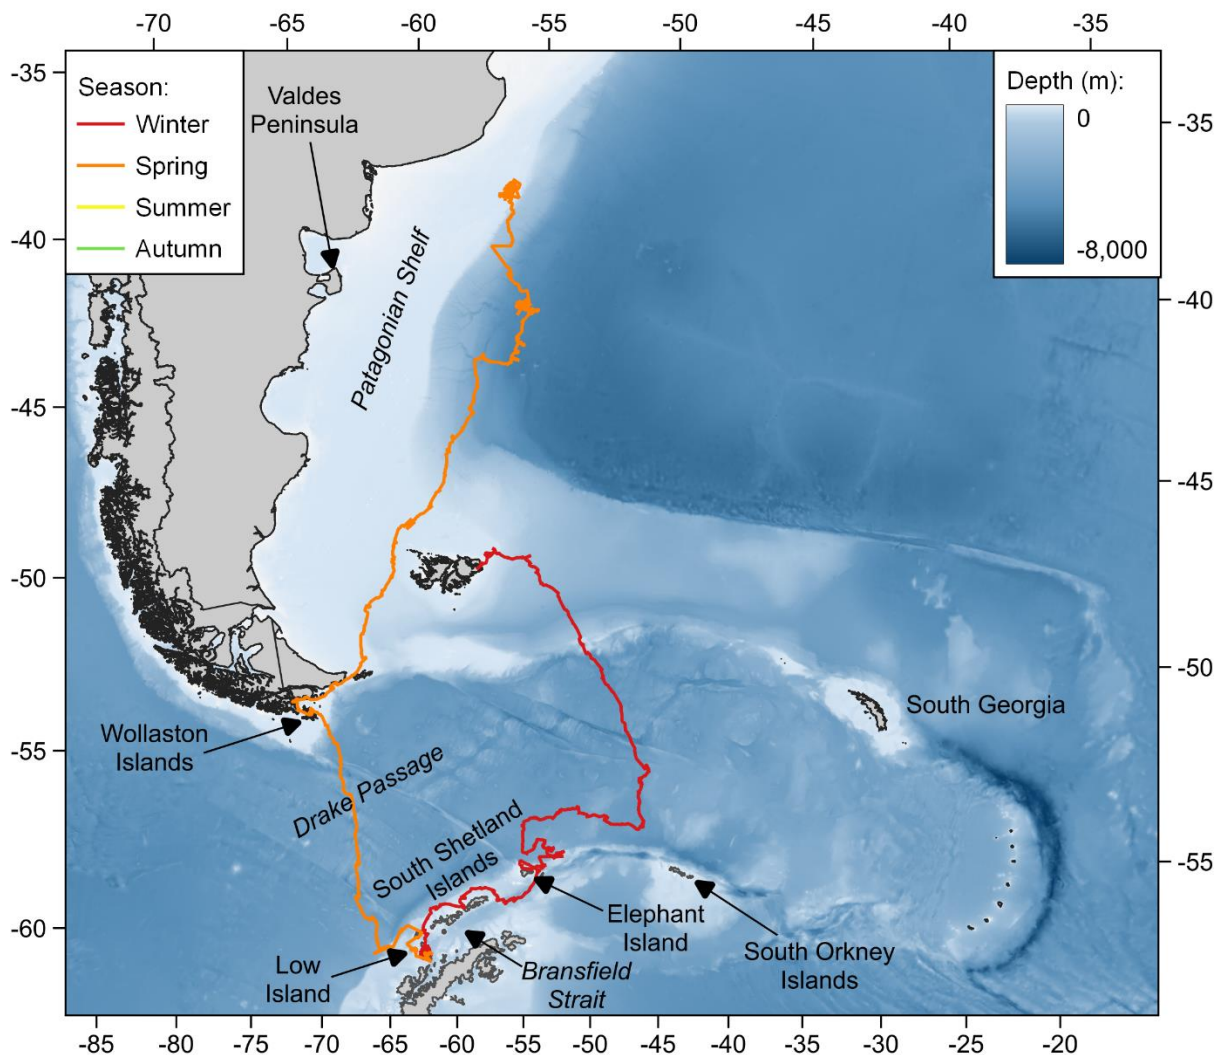 -70 -65 -60 -55 -50 -45 -40 -35
-35
-40
-45
-50
-55
-60
Season:
Winter
Spring
Summer
Autumn
Valdes
Peninsula
Depth (m):
0
-8,000
-35
-40
-45
-50
-55
Patagonian Shelf
South Georgia
Wollaston
Islands
Drake Passage
South Shetland
Islands
Elephant
Island
South Orkney
Islands
Low
Island
Bransfield
Strait
-85 -80 -75 -70 -65 -60 -55 -50 -45 -40 -35 -30 -25 -20